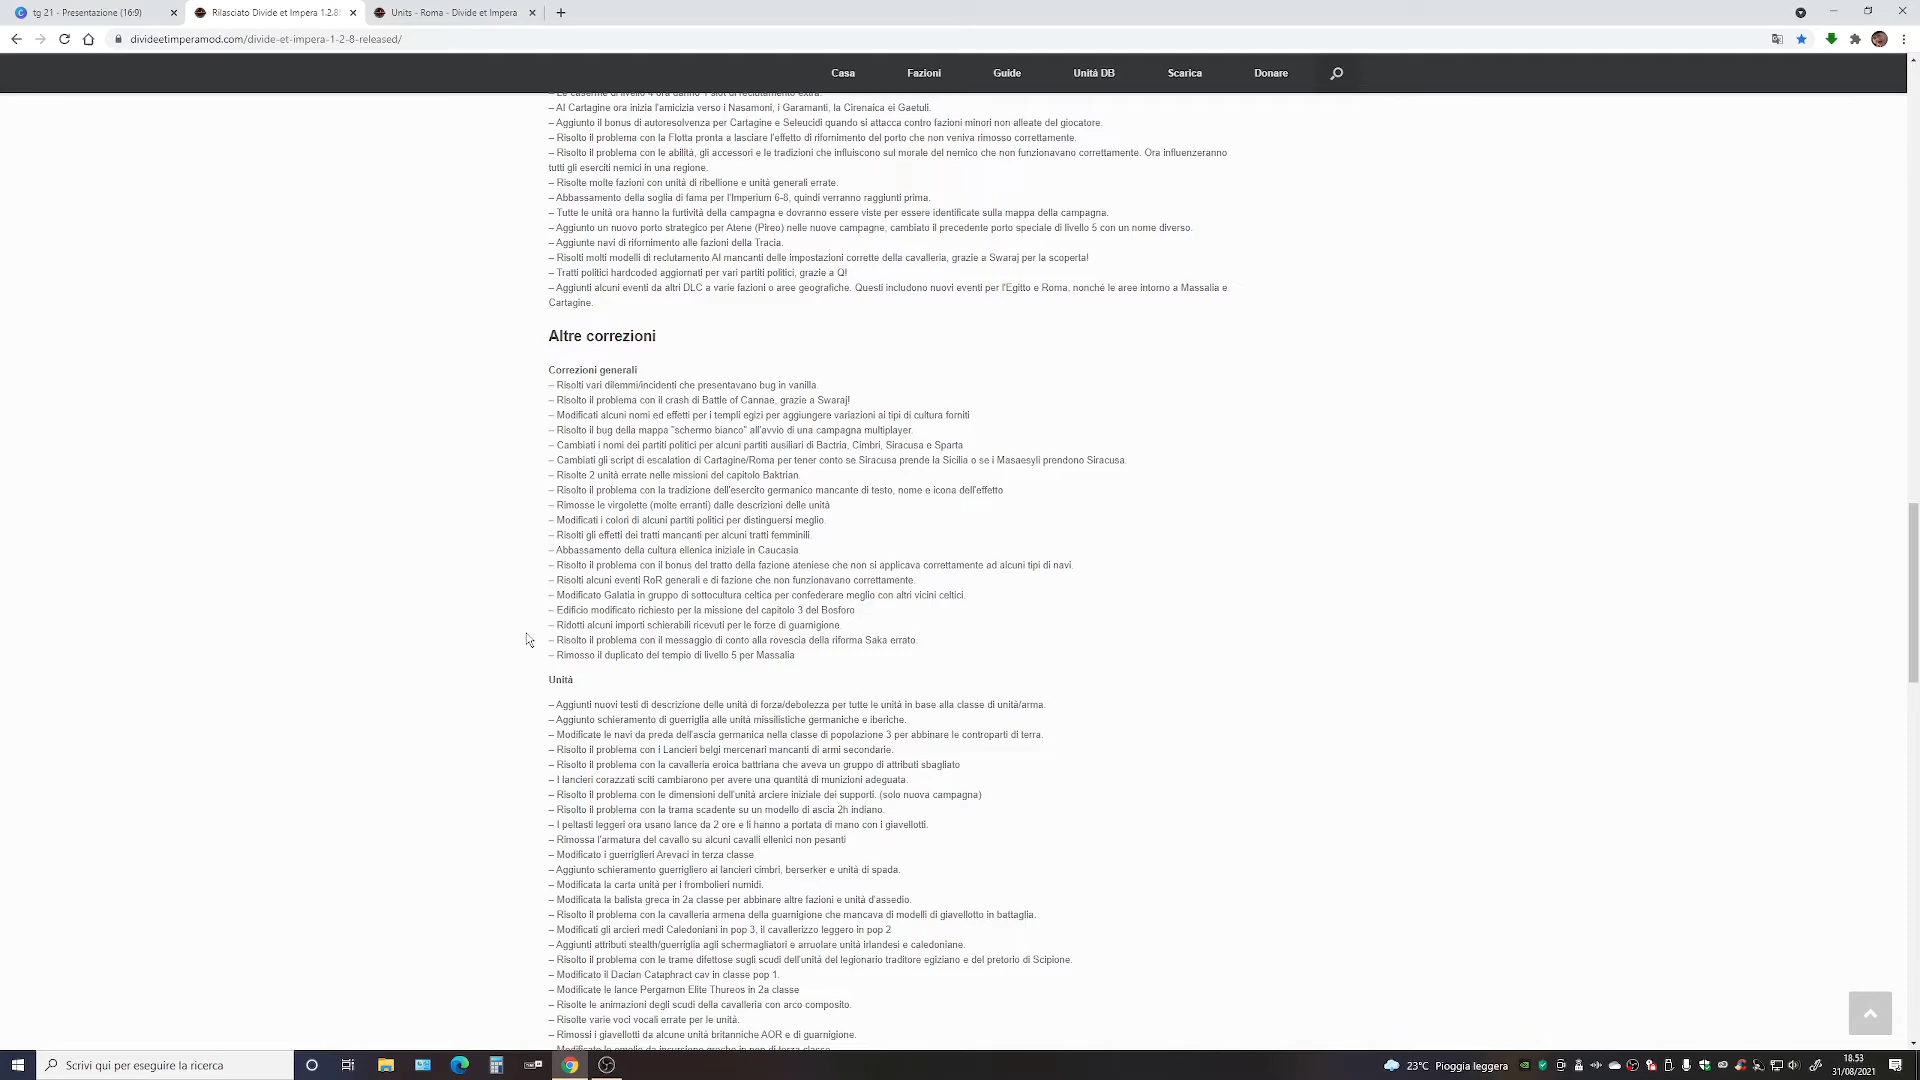 tg 21 - Presentazione (16:9)
Rilasciato Divide et Impera 1.2.8
Units - Roma - Divide et Impera
divideetimperamod.com/divide-et-impera-1-2-8-released/
Casa Fazioni Guide Unità DB Scarica Donare
– Le caserme di livello 4 ora danno 1 slot di reclutamento extra.
– AI Cartagine ora inizia l'amicizia verso i Nasamoni, i Garamanti, la Cirenaica ei Gaetuli.
– Aggiunto il bonus di autoresolvenza per Cartagine e Seleucidi quando si attacca contro fazioni minori non alleate del giocatore.
– Risolto il problema con la Flotta pronta a lasciare l'effetto di rifornimento del porto che non veniva rimosso correttamente.
– Risolto il problema con le abilità, gli accessori e le tradizioni che influiscono sul morale del nemico che non funzionavano correttamente. Ora influenzeranno
tutti gli eserciti nemici in una regione.
– Risolte molte fazioni con unità di ribellione e unità generali errate.
– Abbassamento della soglia di fama per l'Imperium 6-8, quindi verranno raggiunti prima.
– Tutte le unità ora hanno la furtività della campagna e dovranno essere viste per essere identificate sulla mappa della campagna.
– Aggiunto un nuovo porto strategico per Atene (Pireo) nelle nuove campagne, cambiato il precedente porto speciale di livello 5 con un nome diverso.
– Aggiunte navi di rifornimento alle fazioni della Tracia.
– Risolti molti modelli di reclutamento AI mancanti delle impostazioni corrette della cavalleria, grazie a Swaraj per la scoperta!
– Tratti politici hardcoded aggiornati per vari partiti politici, grazie a Q!
– Aggiunti alcuni eventi da altri DLC a varie fazioni o aree geografiche. Questi includono nuovi eventi per l'Egitto e Roma, nonché le aree intorno a Massalia e
Cartagine.
Altre correzioni
Correzioni generali
– Risolti vari dilemmi/incidenti che presentavano bug in vanilla.
– Risolto il problema con il crash di Battle of Cannae, grazie a Swaraj!
– Modificati alcuni nomi ed effetti per i templi egizi per aggiungere variazioni ai tipi di cultura forniti
– Risolto il bug della mappa "schermo bianco" all'avvio di una campagna multiplayer.
– Cambiati i nomi dei partiti politici per alcuni partiti ausiliari di Bactria, Cimbri, Siracusa e Sparta
– Cambiati gli script di escalation di Cartagine/Roma per tener conto se Siracusa prende la Sicilia o se i Masaesyli prendono Siracusa.
– Risolte 2 unità errate nelle missioni del capitolo Baktrian.
– Risolto il problema con la tradizione dell'esercito germanico mancante di testo, nome e icona dell'effetto
– Rimosse le virgolette (molte erranti) dalle descrizioni delle unità
– Modificati i colori di alcuni partiti politici per distinguersi meglio.
– Risolti gli effetti dei tratti mancanti per alcuni tratti femminili.
– Abbassamento della cultura ellenica iniziale in Caucasia
– Risolto il problema con il bonus del tratto della fazione ateniese che non si applicava correttamente ad alcuni tipi di navi.
– Risolti alcuni eventi RoR generali e di fazione che non funzionavano correttamente.
– Modificato Galatia in gruppo di sottocultura celtica per confederare meglio con altri vicini celtici.
– Edificio modificato richiesto per la missione del capitolo 3 del Bosforo
– Ridotti alcuni importi schierabili ricevuti per le forze di guarnigione.
– Risolto il problema con il messaggio di conto alla rovescia della riforma Saka errato.
– Rimosso il duplicato del tempio di livello 5 per Massalia
Unità
– Aggiunti nuovi testi di descrizione delle unità di forza/debolezza per tutte le unità in base alla classe di unità/arma.
– Aggiunto schieramento di guerriglia alle unità missilistiche germaniche e iberiche.
– Modificate le navi da preda dell'ascia germanica nella classe di popolazione 3 per abbinare le controparti di terra.
– Risolto il problema con i Lancieri belgi mercenari mancanti di armi secondarie.
– Risolto il problema con la cavalleria eroica battriana che aveva un gruppo di attributi sbagliato
– I lancieri corazzati sciti cambiarono per avere una quantità di munizioni adeguata.
– Risolto il problema con le dimensioni dell'unità arciere iniziale dei supporti. (solo nuova campagna)
– Risolto il problema con la trama scadente su un modello di ascia 2h indiano.
– I peltasti leggeri ora usano lance da 2 ore e li hanno a portata di mano con i giavellotti.
– Rimossa l'armatura del cavallo su alcuni cavalli ellenici non pesanti
– Modificato i guerriglieri Arevaci in terza classe
– Aggiunto schieramento guerrigliero ai lancieri cimbri, berserker e unità di spada.
– Modificata la carta unità per i frombolieri numidi.
– Modificata la balista greca in 2a classe per abbinare altre fazioni e unità d'assedio.
– Risolto il problema con la cavalleria armena della guarnigione che mancava di modelli di giavellotto in battaglia.
– Modificati gli arcieri medi Caledoniani in pop 3, il cavallerizzo leggero in pop 2
– Aggiunti attributi stealth/guerriglia agli schermagliatori e arruolare unità irlandesi e caledoniane.
– Risolto il problema con le trame difettose sugli scudi dell'unità del legionario traditore egiziano e del pretorio di Scipione.
– Modificato il Dacian Cataphract cav in classe pop 1.
– Modificate le lance Pergamon Elite Thureos in 2a classe
– Risolte le animazioni degli scudi della cavalleria con arco composito.
– Risolte varie voci vocali errate per le unità.
– Rimossi i giavellotti da alcune unità britanniche AOR e di guarnigione.
Scrivi qui per eseguire la ricerca
23°C Pioggia leggera
18.53
31/08/2021